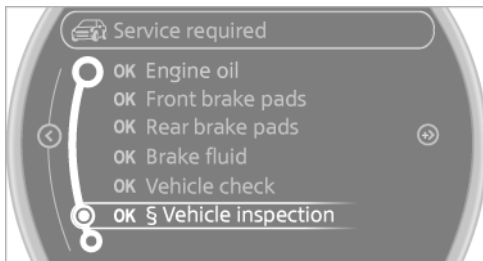 Service required
OK Engine oil
OK Front brake pads
OK Rear brake pads
OK Brake fluid
OK Vehicle check
OK § Vehicle inspection